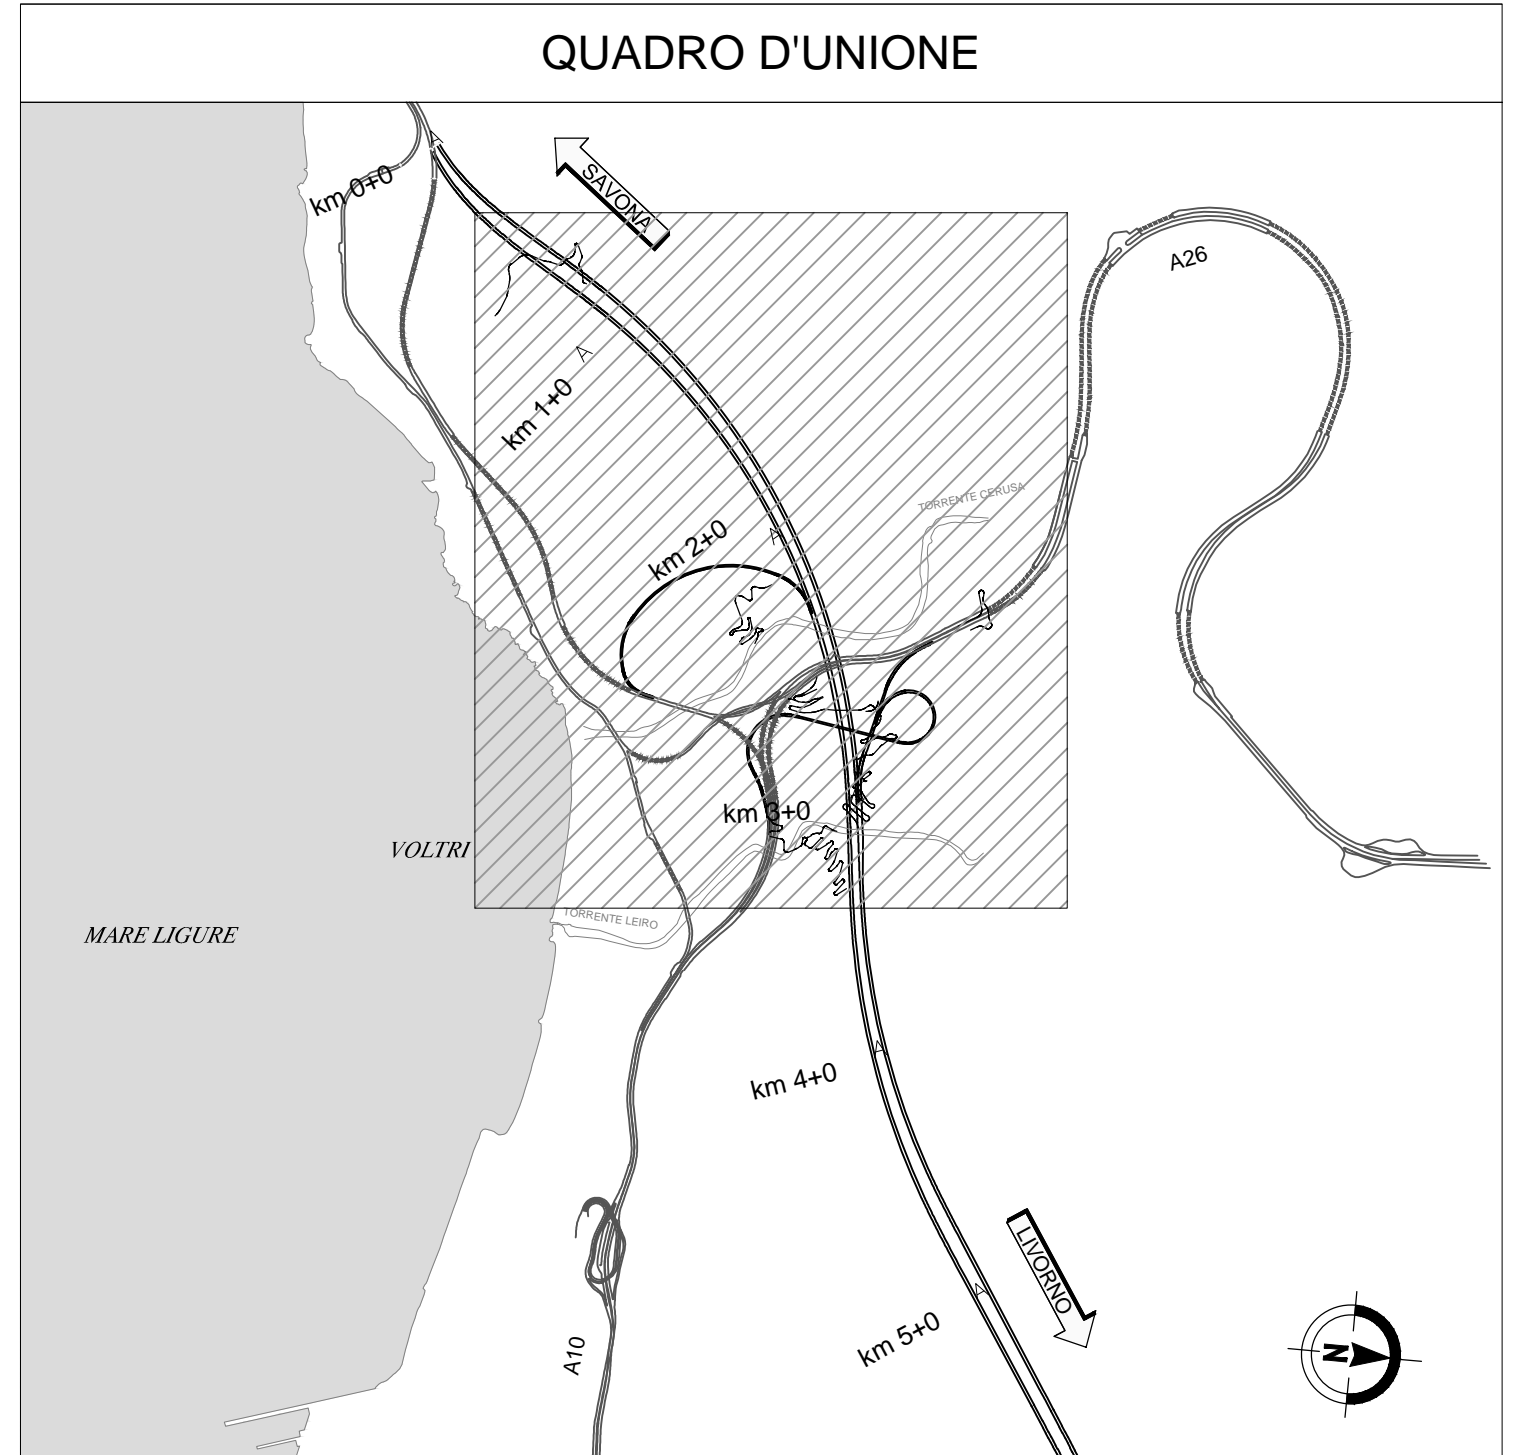 QUADRO D'UNIONE
SAVONA
km 0+0
A26
km 1+0
TORRENTE CERUSA
km 2+0
km 3+0
VOLTRI
TORRENTE LEIRO
MARE LIGURE
km 4+0
LIVORNO
km 5+0
A10
N